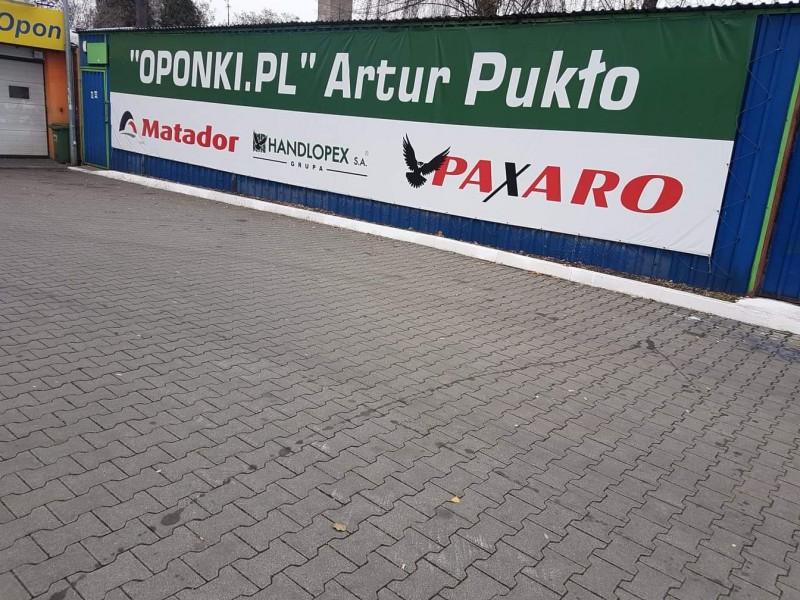 Opon
"OPONKI.PL" Artur Pukło
Matador
HANDLOPEX S.A.
GRUPA
PAXARO